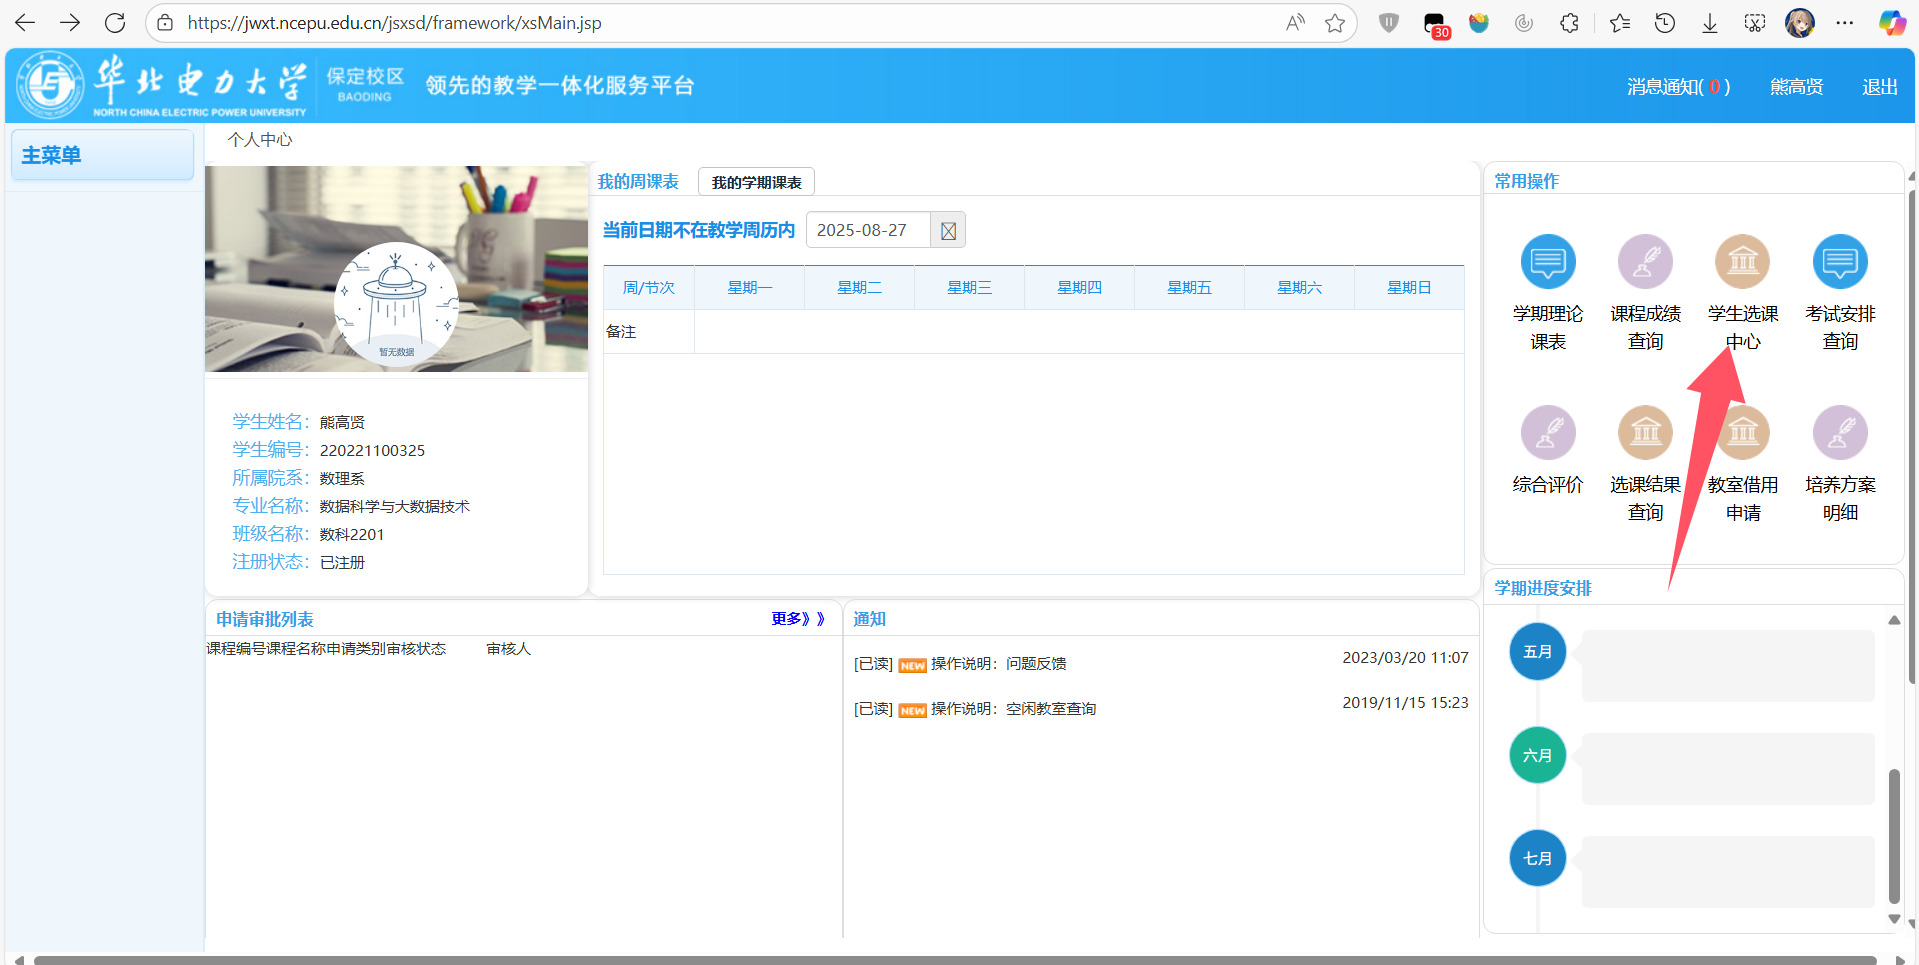 https://jwxt.ncepu.edu.cn/jsxsd/framework/xsMain.jsp
30
华北电力大学
NORTH CHINA ELECTRIC POWER UNIVERSITY
保定校区
BAODING
领先的教学一体化服务平台
消息通知( 0 )
熊高贤
退出
主菜单
个人中心
暂无数据
学生姓名：熊高贤
学生编号：220221100325
所属院系：数理系
专业名称：数据科学与大数据技术
班级名称：数科2201
注册状态：已注册
我的周课表
我的学期课表
当前日期不在教学周历内 2025-08-27
周/节次 星期一 星期二 星期三 星期四 星期五 星期六 星期日
备注
常用操作
学期理论课表
课程成绩查询
学生选课中心
考试安排查询
综合评价
选课结果查询
教室借用申请
培养方案明细
申请审批列表
更多》》
课程编号课程名称申请类别审核状态 审核人
通知
[已读] NEW 操作说明：问题反馈 2023/03/20 11:07
[已读] NEW 操作说明：空闲教室查询 2019/11/15 15:23
学期进度安排
五月
六月
七月